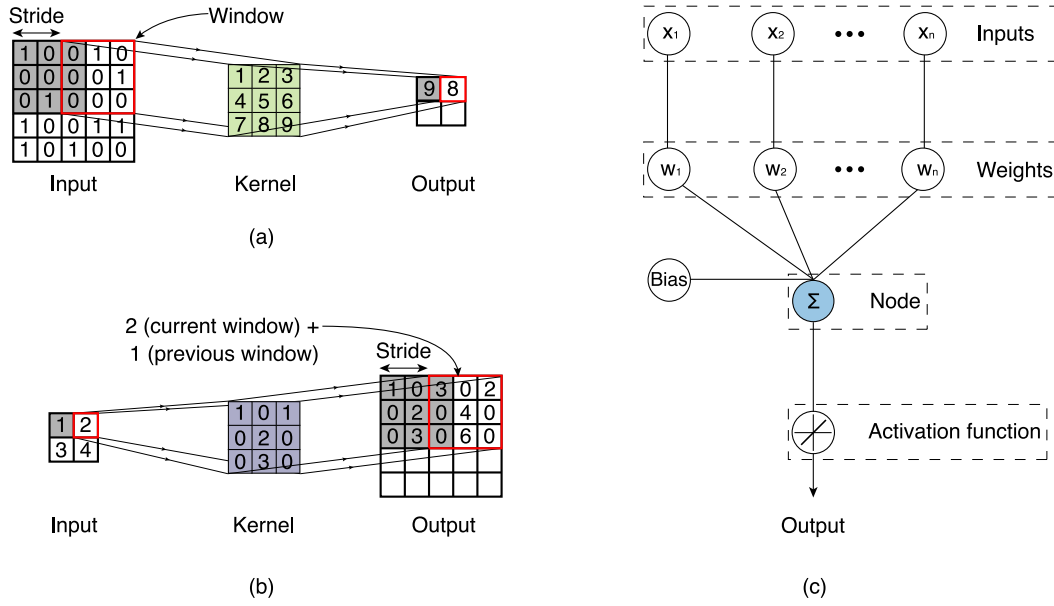 Stride
Window
1 0 0 1 0
0 0 0 0 1
0 1 0 0 0
1 0 0 1 1
1 0 1 0 0
1 2 3
4 5 6
7 8 9
9 8
Input
Kernel
Output
(a)
2 (current window) +
1 (previous window)
Stride
1 2
3 4
1 0 1
0 2 0
0 3 0
1 0 3 0 2
0 2 0 4 0
0 3 0 6 0
Input
Kernel
Output
(b)
x1 x2 ••• xn Inputs
w1 w2 ••• wn Weights
Bias
Σ Node
Activation function
Output
(c)